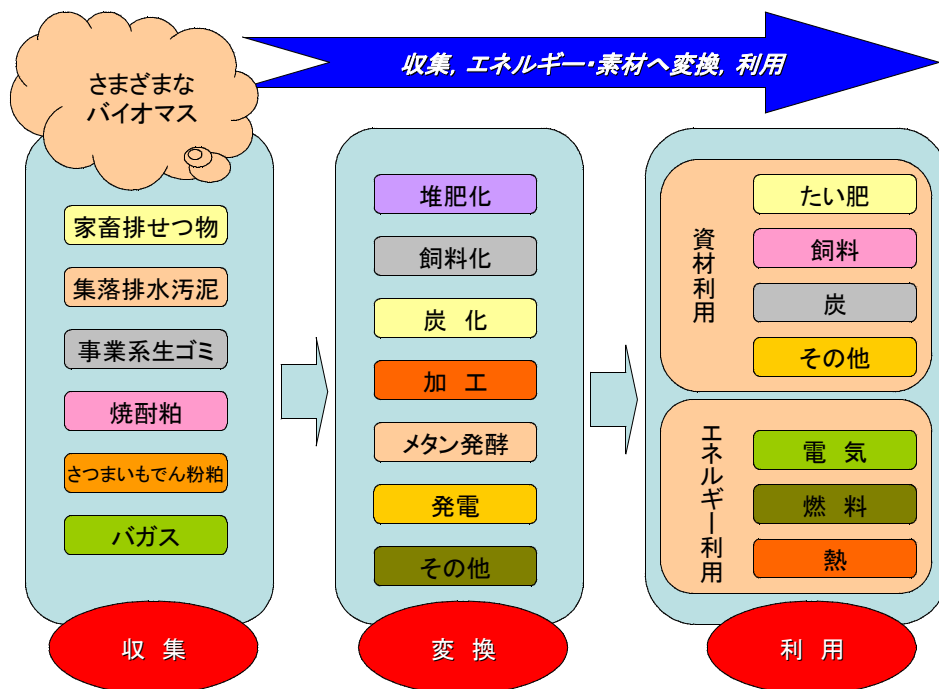 さまざまな
バイオマス
収集, エネルギー・素材へ変換, 利用
家畜排せつ物
集落排水汚泥
事業系生ゴミ
焼酎粕
さつまいもでん粉粕
バガス
収 集
堆肥化
飼料化
炭 化
加 工
メタン発酵
発電
その他
変 換
資材利用
たい肥
飼料
炭
その他
エネルギー利用
電 気
燃 料
熱
利 用